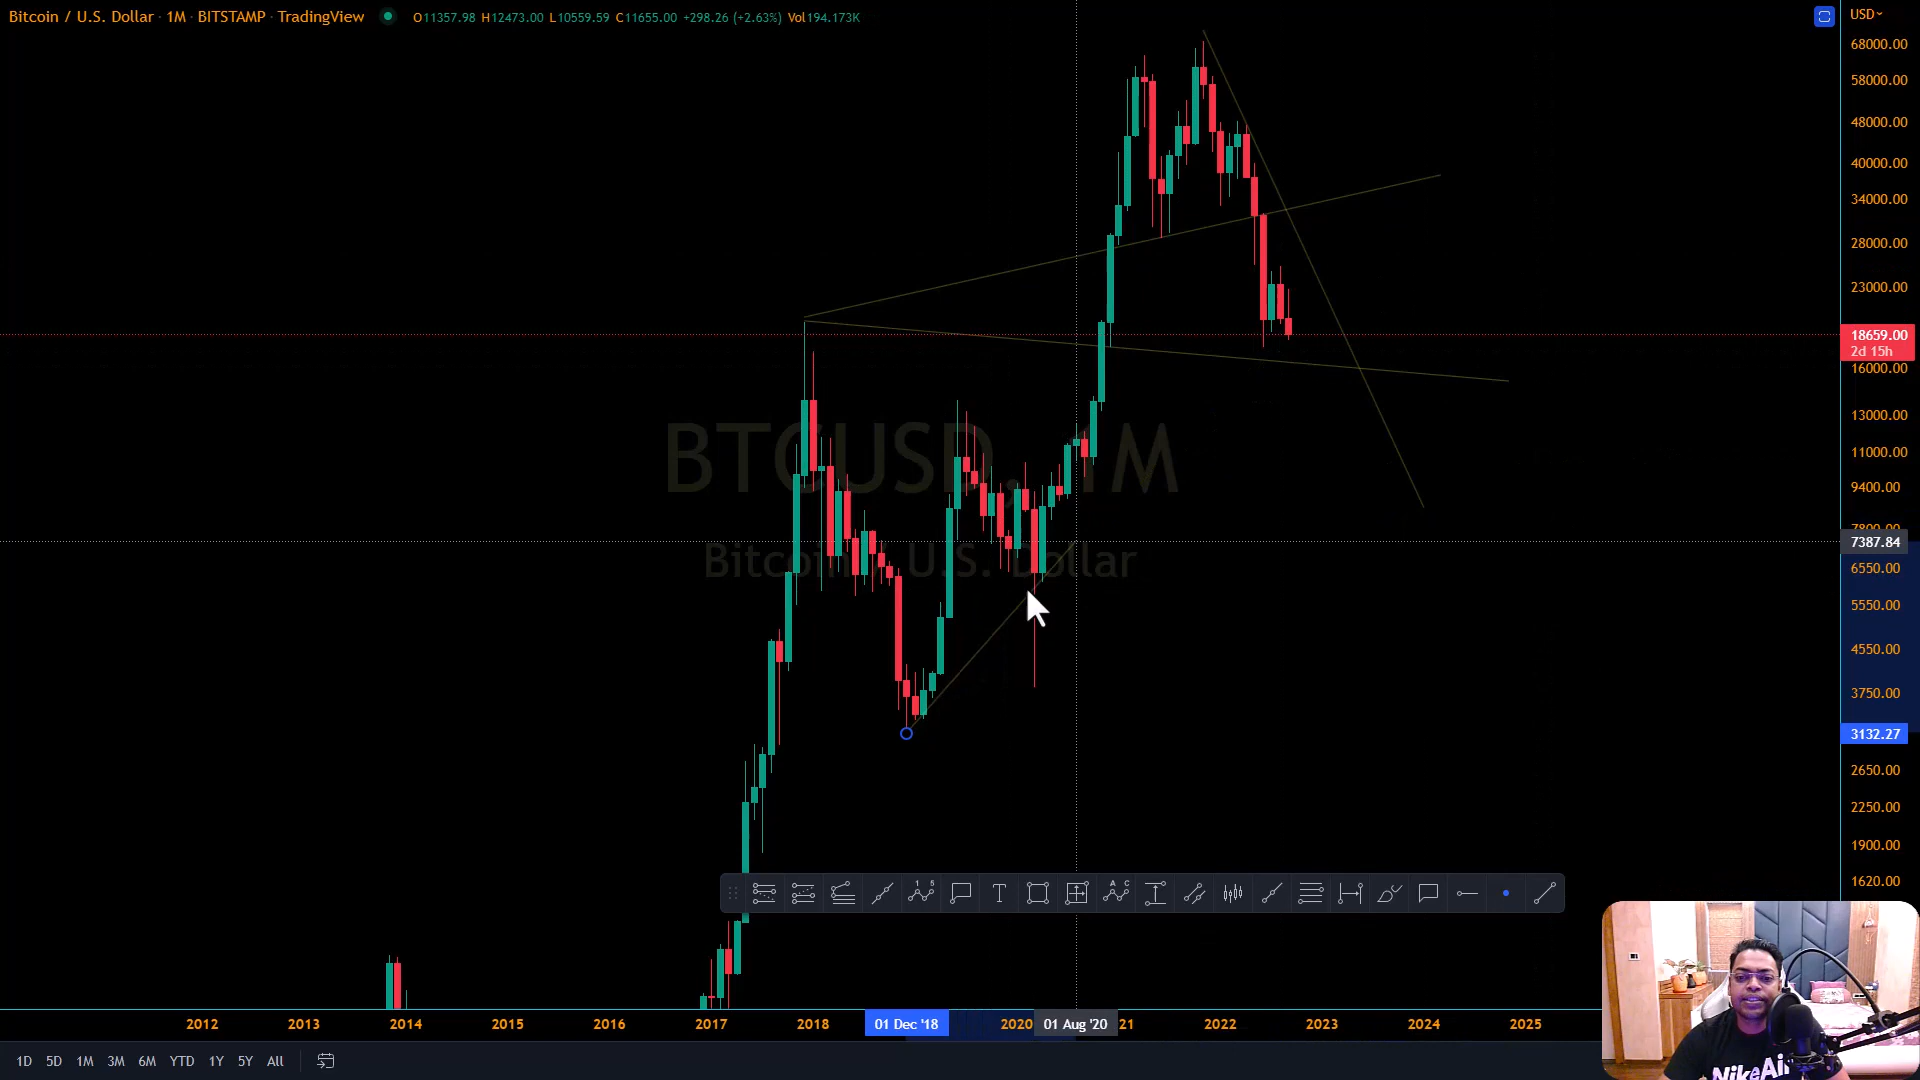 Bitcoin / U.S. Dollar · 1M · BITSTAMP · TradingView O11357.98 H12473.00 L10559.59 C11655.00 +298.26 (+2.63%) Vol194.173K
USD
68000.00
58000.00
48000.00
40000.00
34000.00
28000.00
23000.00
18659.00
2d 15h
16000.00
13000.00
11000.00
9400.00
7800.00
7387.84
6550.00
5550.00
4550.00
3750.00
3132.27
2650.00
2250.00
1900.00
1620.00
BTCUSD, 1M
Bitcoin / U.S. Dollar
T
2012 2013 2014 2015 2016 2017 2018 01 Dec '18 2020 01 Aug '20 21 2022 2023 2024 2025
1D 5D 1M 3M 6M YTD 1Y 5Y All
NikeAir